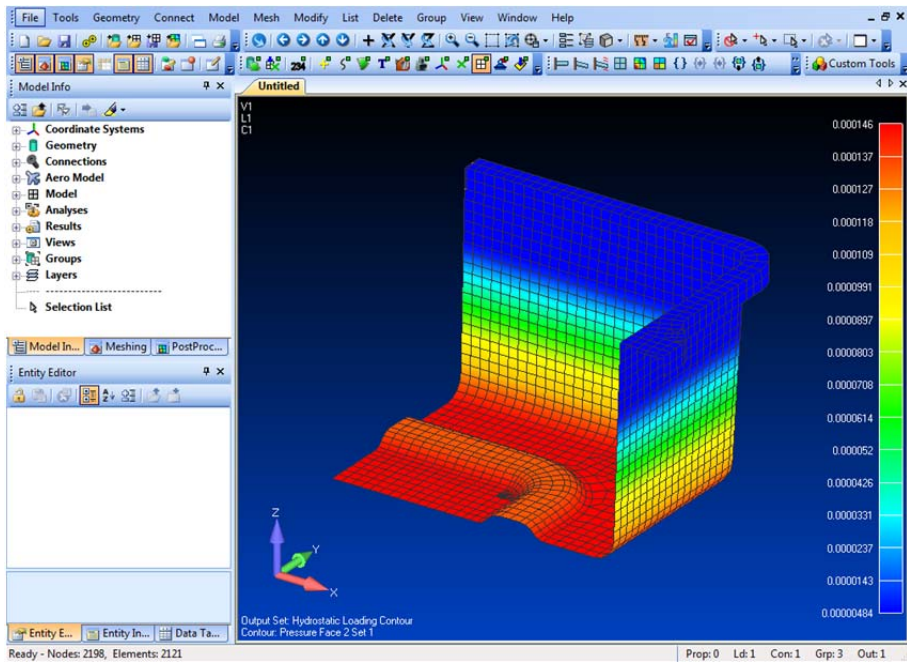 File Tools Geometry Connect Model Mesh Modify List Delete Group View Window Help
Custom Tools
Model Info
Untitled
V1
L1
C1
Coordinate Systems
Geometry
Connections
Aero Model
Model
Analyses
Results
Views
Groups
Layers
Selection List
Model In... Meshing PostProc...
Entity Editor
0.000146
0.000137
0.000127
0.000118
0.000109
0.0000991
0.0000897
0.0000803
0.0000708
0.0000614
0.000052
0.0000426
0.0000331
0.0000237
0.0000143
0.00000484
Z
Y
X
Output Set: Hydrostatic Loading Contour
Contour: Pressure Face 2 Set 1
Entity E... Entity In... Data Ta...
Ready - Nodes: 2198, Elements: 2121 Prop: 0 Ld: 1 Con: 1 Grp: 3 Out: 1